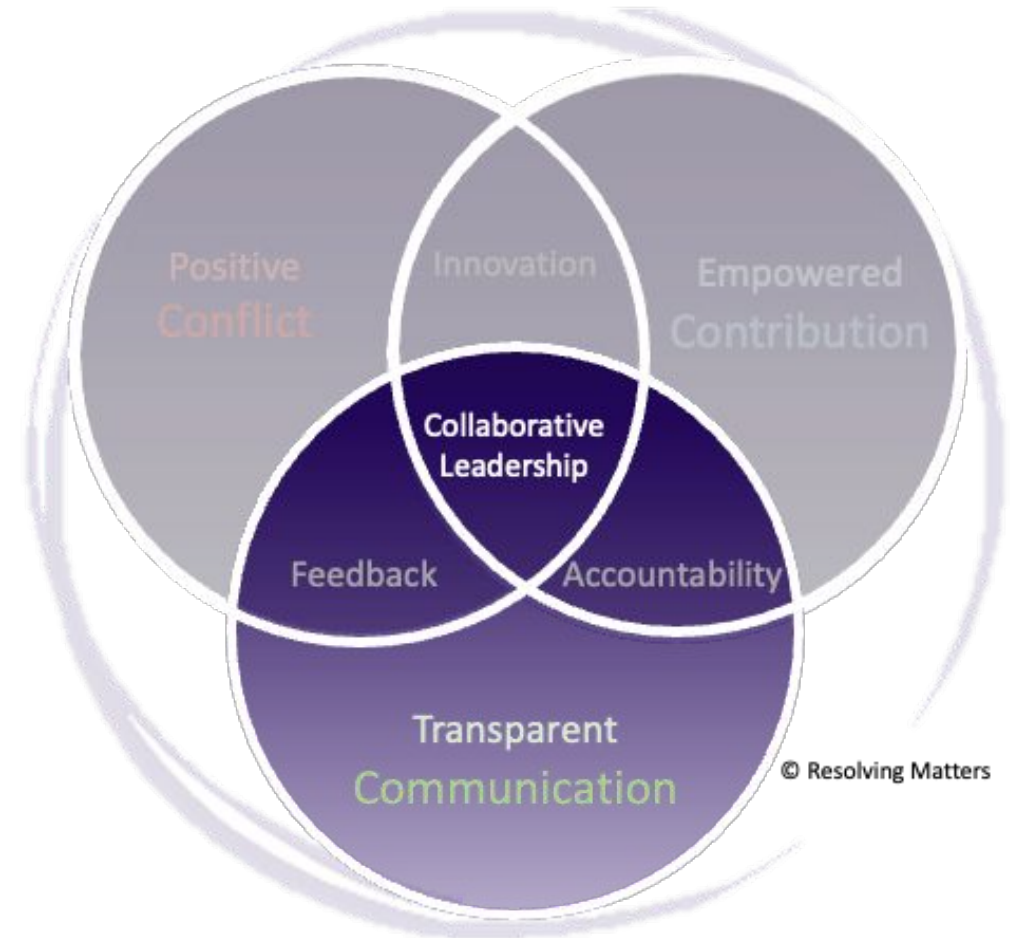 Positive
Conflict
Innovation
Empowered
Contribution
Collaborative
Leadership
Feedback
Accountability
Transparent
Communication
© Resolving Matters